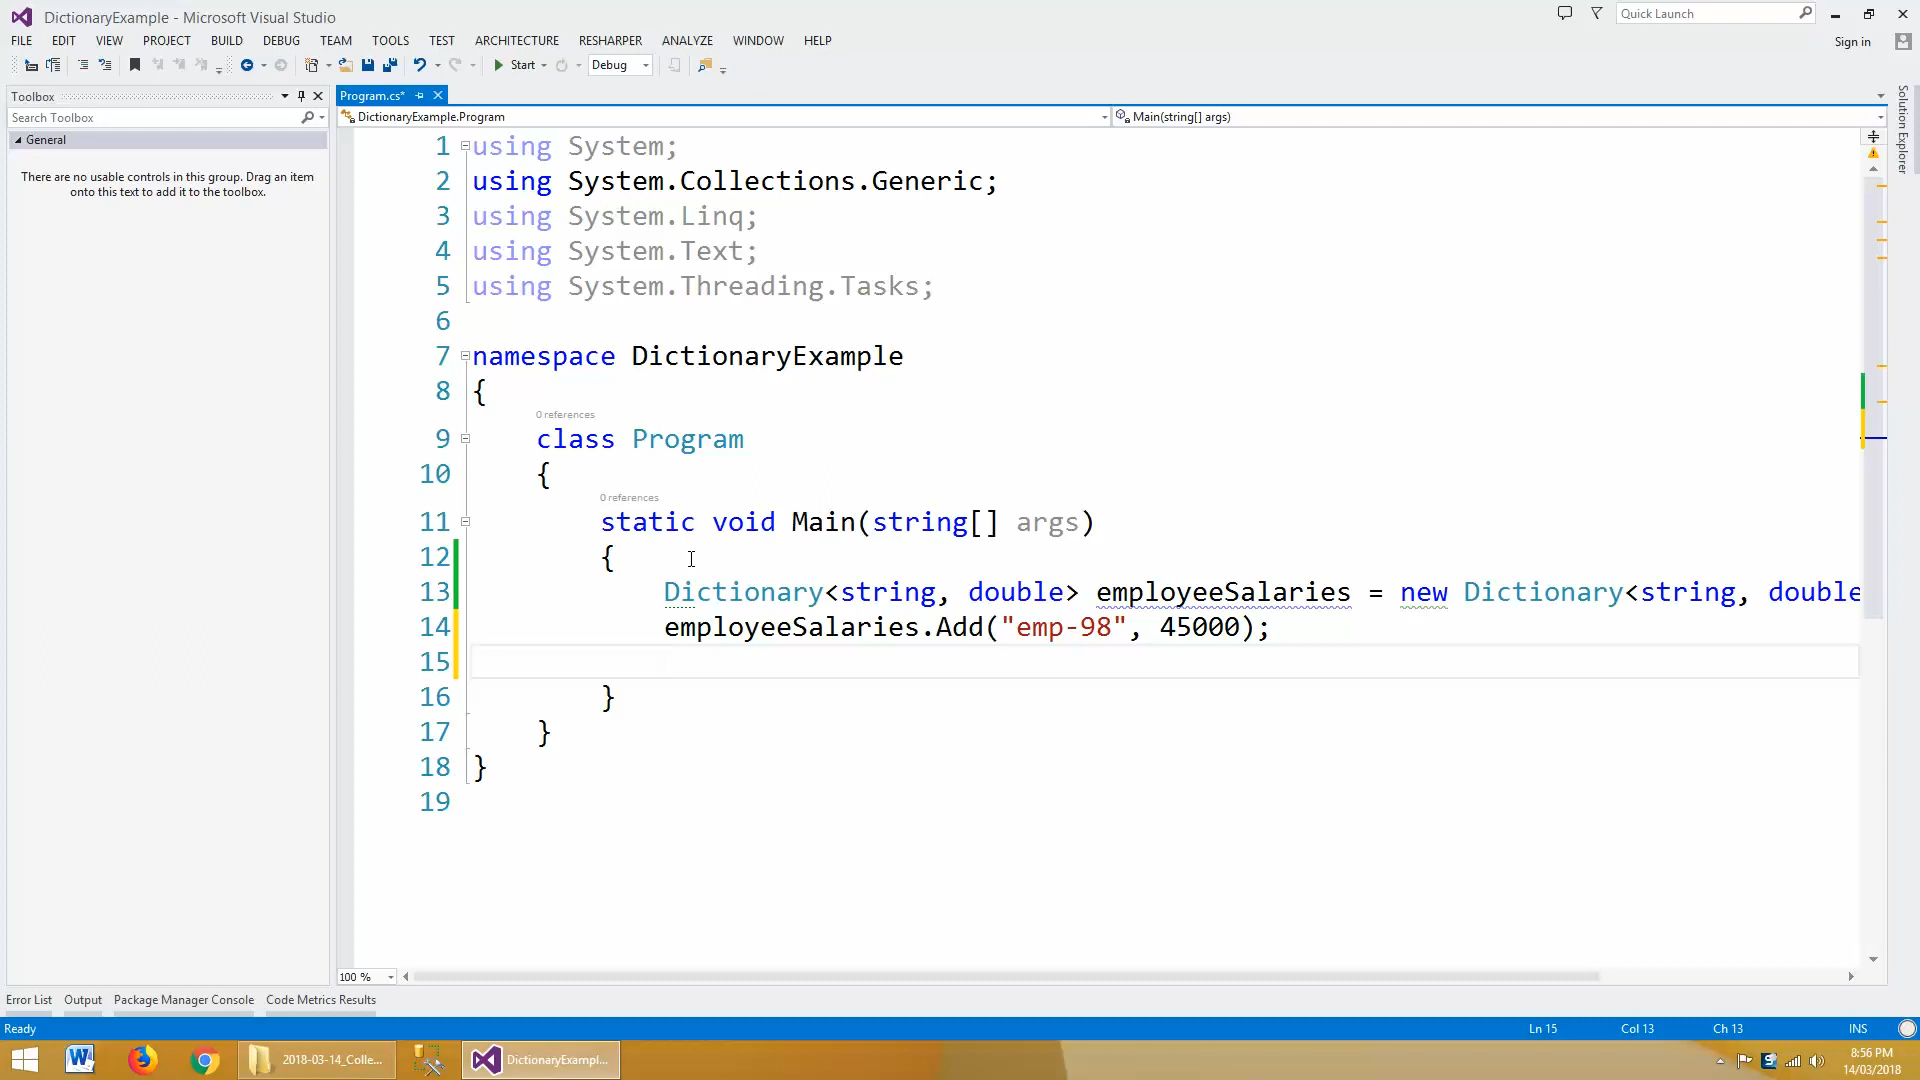 DictionaryExample - Microsoft Visual Studio
Quick Launch
FILE EDIT VIEW PROJECT BUILD DEBUG TEAM TOOLS TEST ARCHITECTURE RESHARPER ANALYZE WINDOW HELP
Sign in
Start Debug
Toolbox
Program.cs*
Search Toolbox
DictionaryExample.Program
Main(string[] args)
General
There are no usable controls in this group. Drag an item
onto this text to add it to the toolbox.
Solution Explorer
1 using System;
2 using System.Collections.Generic;
3 using System.Linq;
4 using System.Text;
5 using System.Threading.Tasks;
6
7 namespace DictionaryExample
8 {
0 references
9 class Program
10 {
0 references
11 static void Main(string[] args)
12 {
13 Dictionary<string, double> employeeSalaries = new Dictionary<string, double
14 employeeSalaries.Add("emp-98", 45000);
15
16 }
17 }
18 }
19
100 %
Error List Output Package Manager Console Code Metrics Results
Ready Ln 15 Col 13 Ch 13 INS
2018-03-14_Colle...
DictionaryExampl...
8:56 PM
14/03/2018